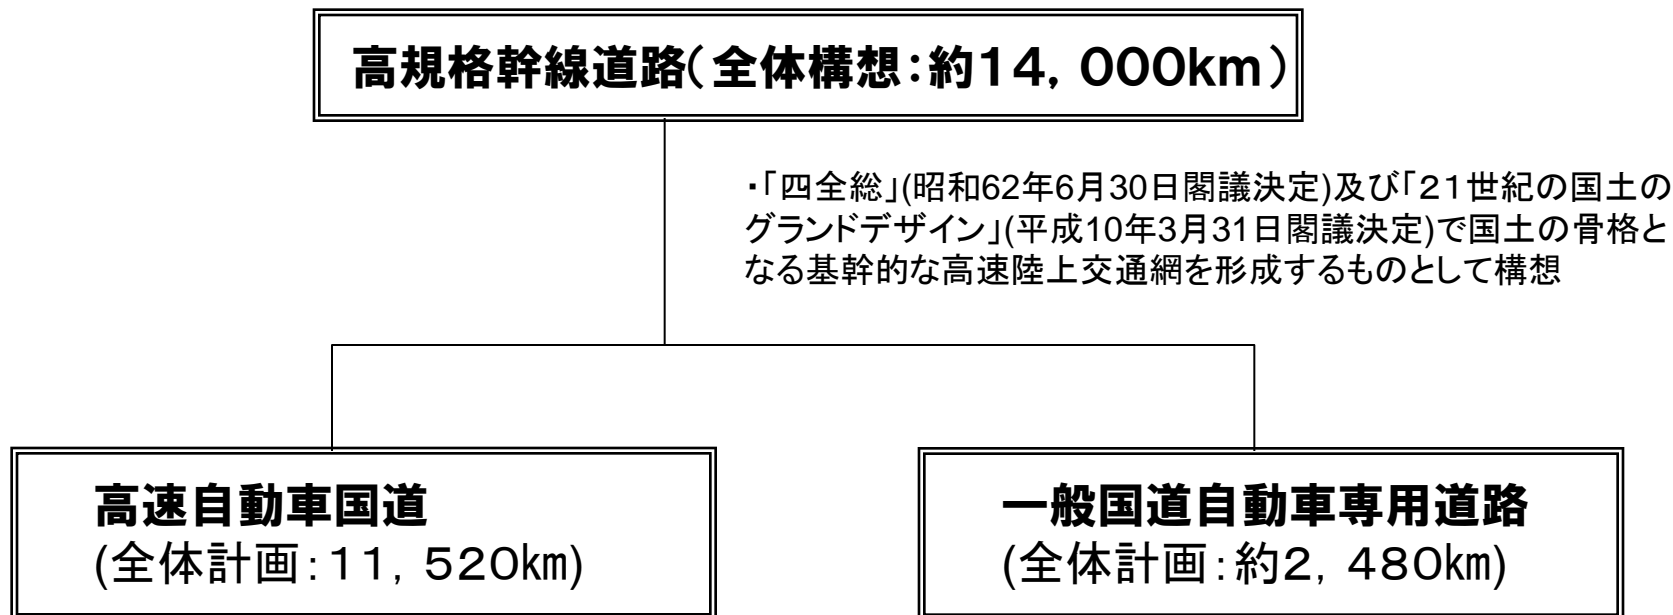 高規格幹線道路(全体構想:約14,000km)
・「四全総」(昭和62年6月30日閣議決定)及び「21世紀の国土の
グランドデザイン」(平成10年3月31日閣議決定)で国土の骨格と
なる基幹的な高速陸上交通網を形成するものとして構想
高速自動車国道
(全体計画:11,520㎞)
一般国道自動車専用道路
(全体計画:約2,480㎞)